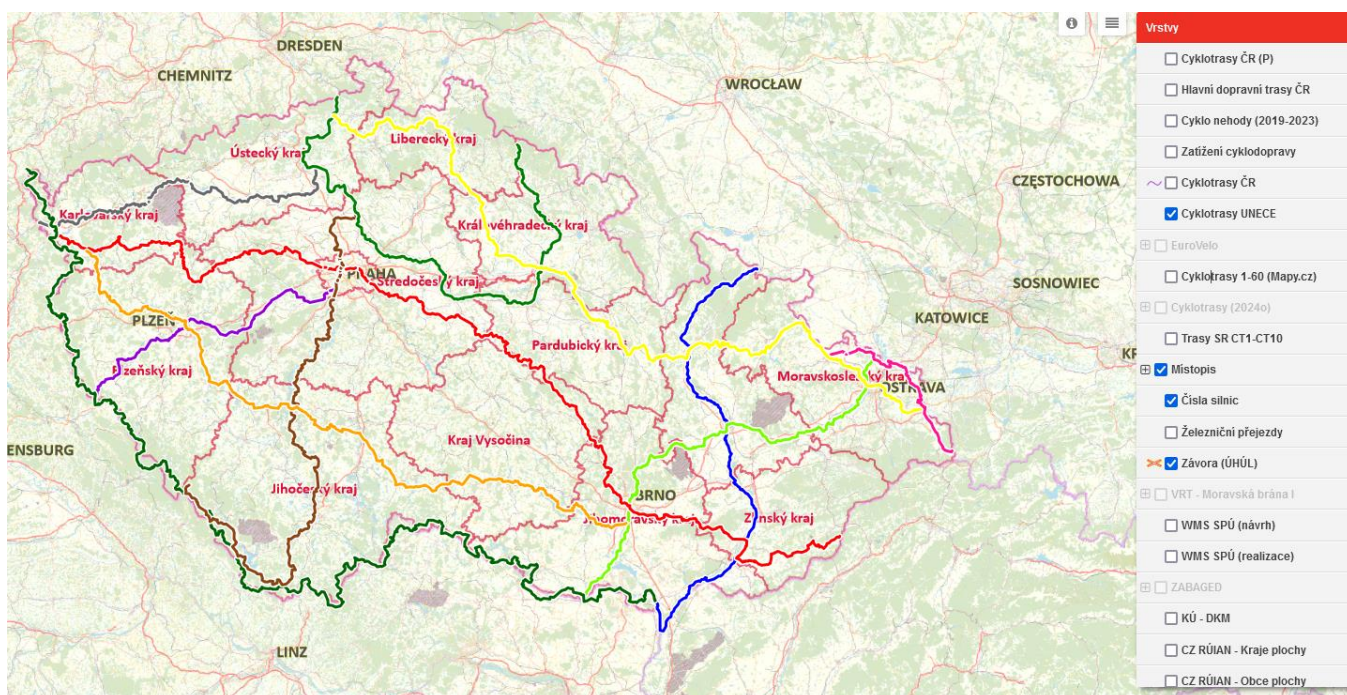 DRESDEN
CHEMNITZ
WROCŁAW
Liberecký kraj
Ústecký kraj
CZĘSTOCHOWA
Karlovarský kraj
Královéhradecký kraj
PRAHA
Středočeský kraj
SOSNOWIEC
KATOWICE
PLZEŇ
Pardubický kraj
Plzeňský kraj
Moravskoslezský kraj
OSTRAVA
Kraj Vysočina
ENSBURG
Jihočeský kraj
BRNO
Jihomoravský kraj
Zlínský kraj
LINZ
Vrstvy
Cyklotrasy ČR (P)
Hlavní dopravní trasy ČR
Cyklo nehody (2019-2023)
Zatížení cyklodopravy
Cyklotrasy ČR
Cyklotrasy UNECE
EuroVelo
Cyklotrasy 1-60 (Mapy.cz)
Cyklotrasy (2024o)
Trasy SR CT1-CT10
Místopis
Čísla silnic
Železniční přejezdy
Závora (ÚHÚL)
VRT - Moravská brána I
WMS SPÚ (návrh)
WMS SPÚ (realizace)
ZABAGED
KÚ - DKM
CZ RÚIAN - Kraje plochy
CZ RÚIAN - Obce plochy